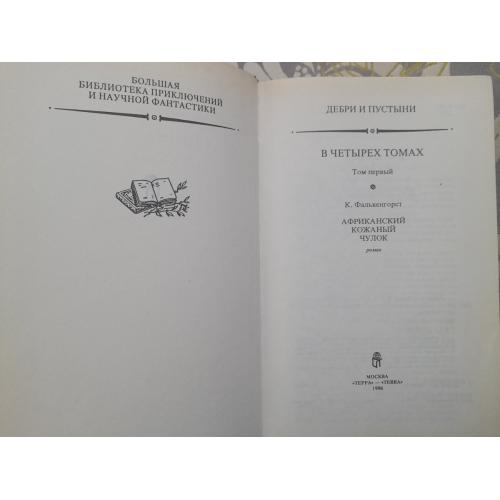 БОЛЬШАЯ
БИБЛИОТЕКА ПРИКЛЮЧЕНИЙ
И НАУЧНОЙ ФАНТАСТИКИ
ДЕБРИ И ПУСТЫНИ
В ЧЕТЫРЕХ ТОМАХ
Том первый
К. Фалькенгорст
АФРИКАНСКИЙ
КОЖАНЫЙ
ЧУЛОК
роман
МОСКВА
«ТЕРРА» — «TERRA»
1996